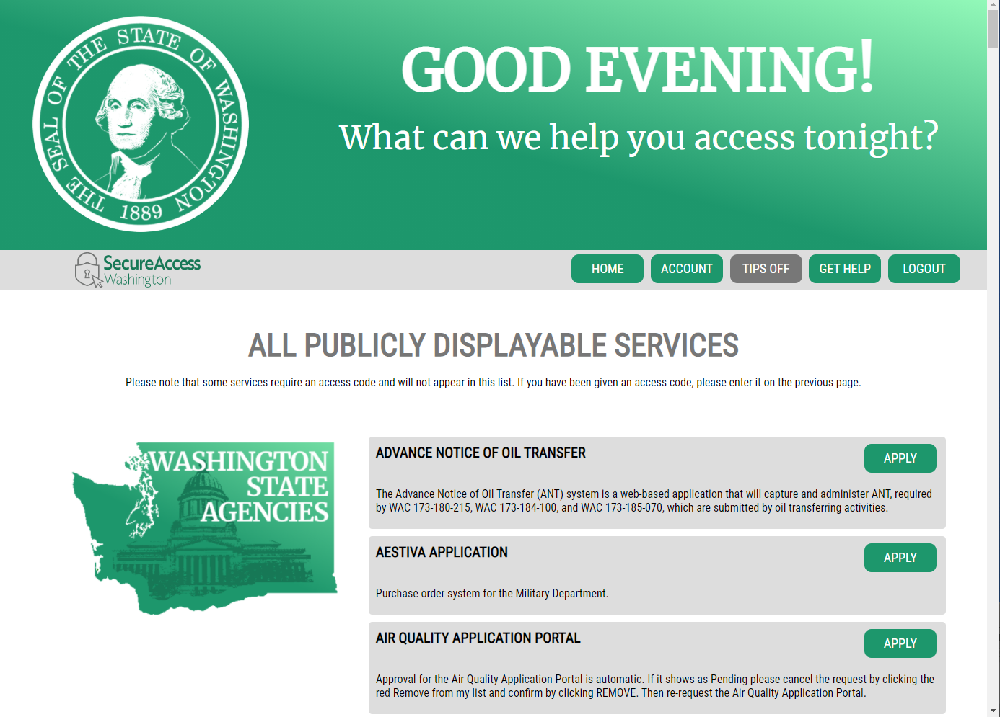 THE SEAL OF THE STATE OF WASHINGTON
1889
GOOD EVENING!
What can we help you access tonight?
SecureAccess
Washington
HOME
ACCOUNT
TIPS OFF
GET HELP
LOGOUT
ALL PUBLICLY DISPLAYABLE SERVICES
Please note that some services require an access code and will not appear in this list. If you have been given an access code, please enter it on the previous page.
WASHINGTON
STATE
AGENCIES
ADVANCE NOTICE OF OIL TRANSFER
APPLY
The Advance Notice of Oil Transfer (ANT) system is a web-based application that will capture and administer ANT, required
by WAC 173-180-215, WAC 173-184-100, and WAC 173-185-070, which are submitted by oil transferring activities.
AESTIVA APPLICATION
APPLY
Purchase order system for the Military Department.
AIR QUALITY APPLICATION PORTAL
APPLY
Approval for the Air Quality Application Portal is automatic. If it shows as Pending please cancel the request by clicking the
red Remove from my list and confirm by clicking REMOVE. Then re-request the Air Quality Application Portal.